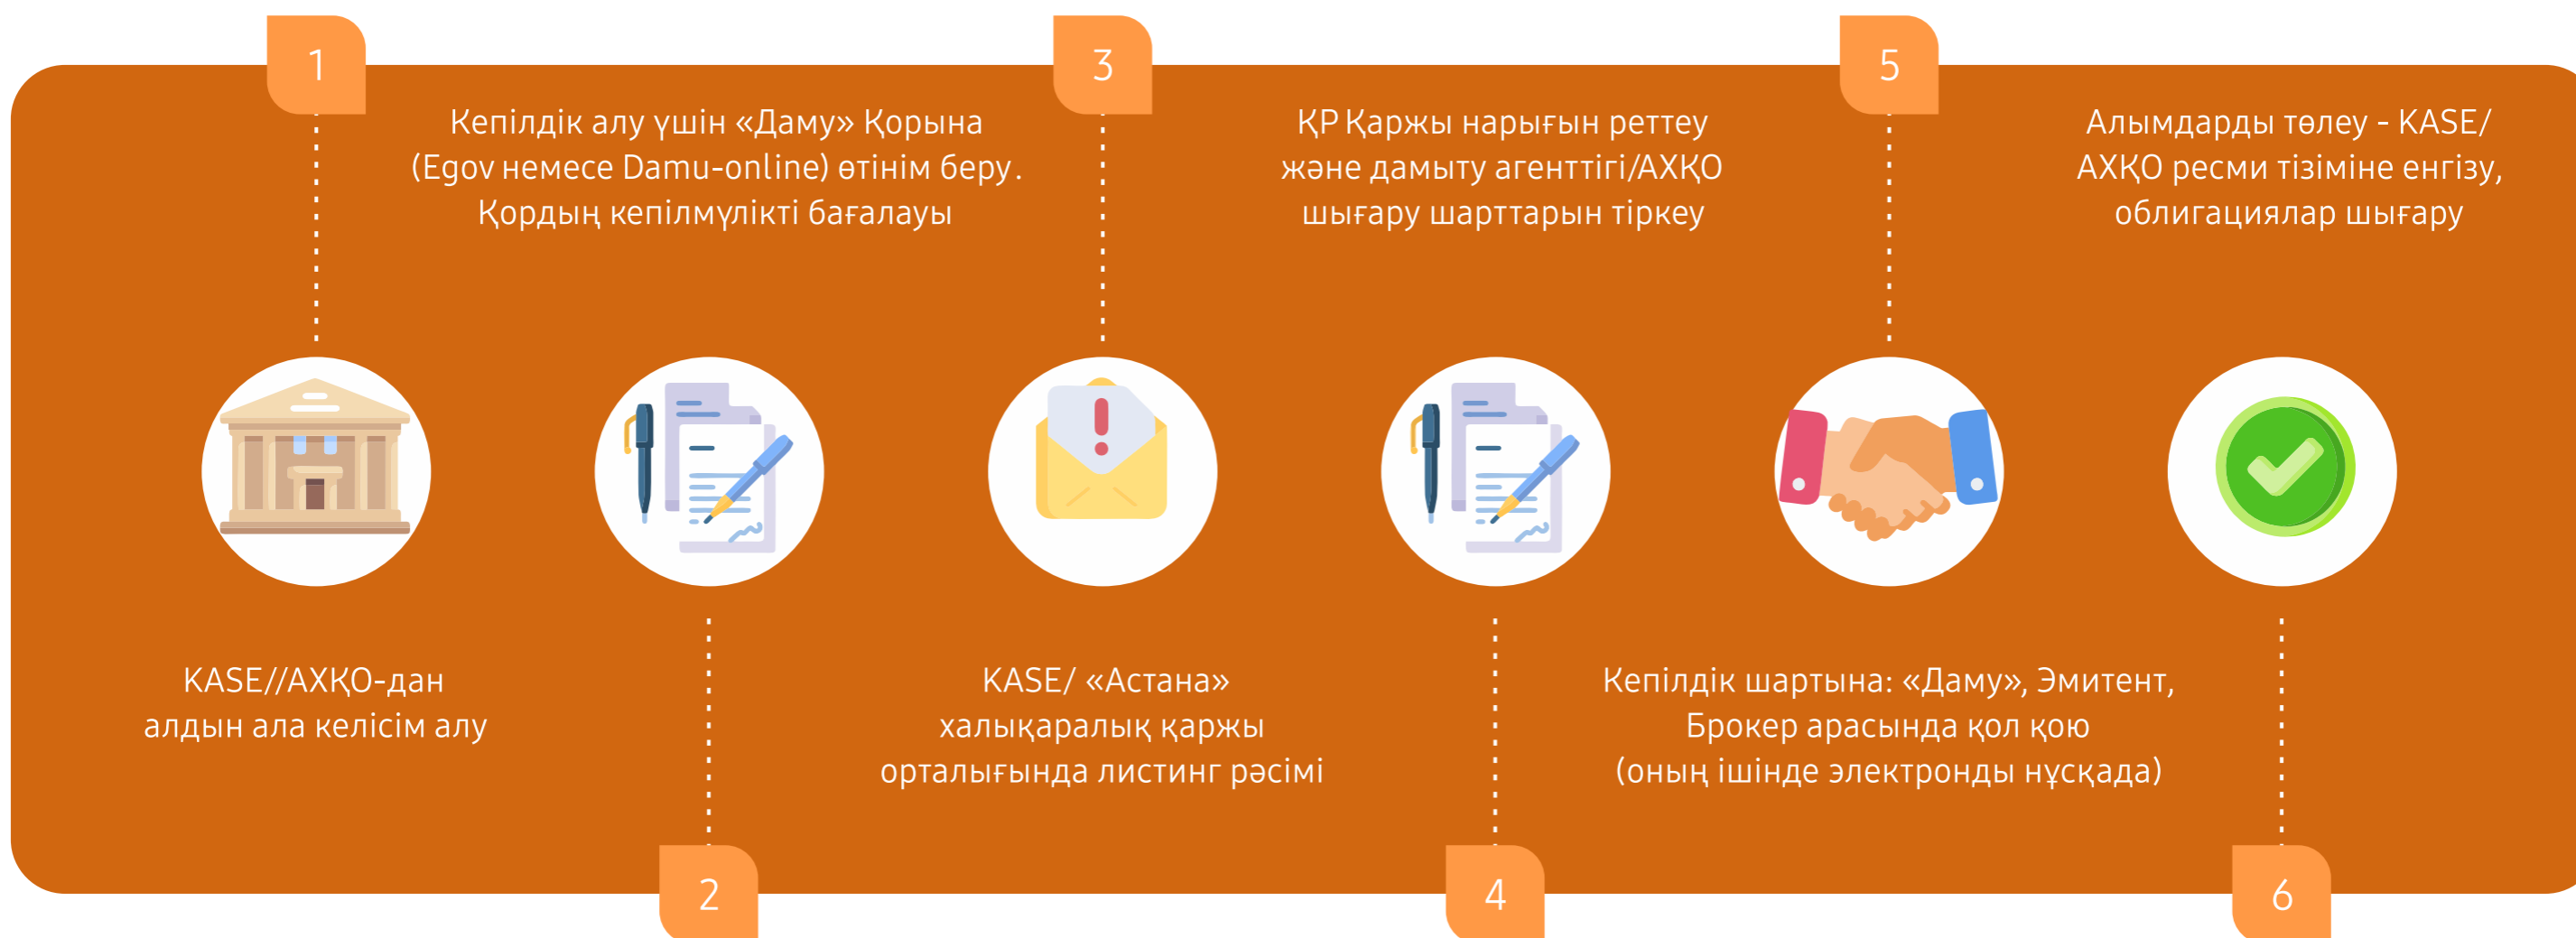 1
KASE//АХҚО-дан
алдын ала келісім алу
Кепілдік алу үшін «Даму» Қорына
(Egov немесе Damu-online) өтінім беру.
Қордың кепілмүлікті бағалауы
2
3
KASE/ «Астана»
халықаралық қаржы
орталығында листинг рәсімі
ҚР Қаржы нарығын реттеу
және дамыту агенттігі/АХҚО
шығару шарттарын тіркеу
4
5
Кепілдік шартына: «Даму», Эмитент,
Брокер арасында қол қою
(оның ішінде электронды нұсқада)
Алымдарды төлеу - KASE/
АХҚО ресми тізіміне енгізу,
облигациялар шығару
6